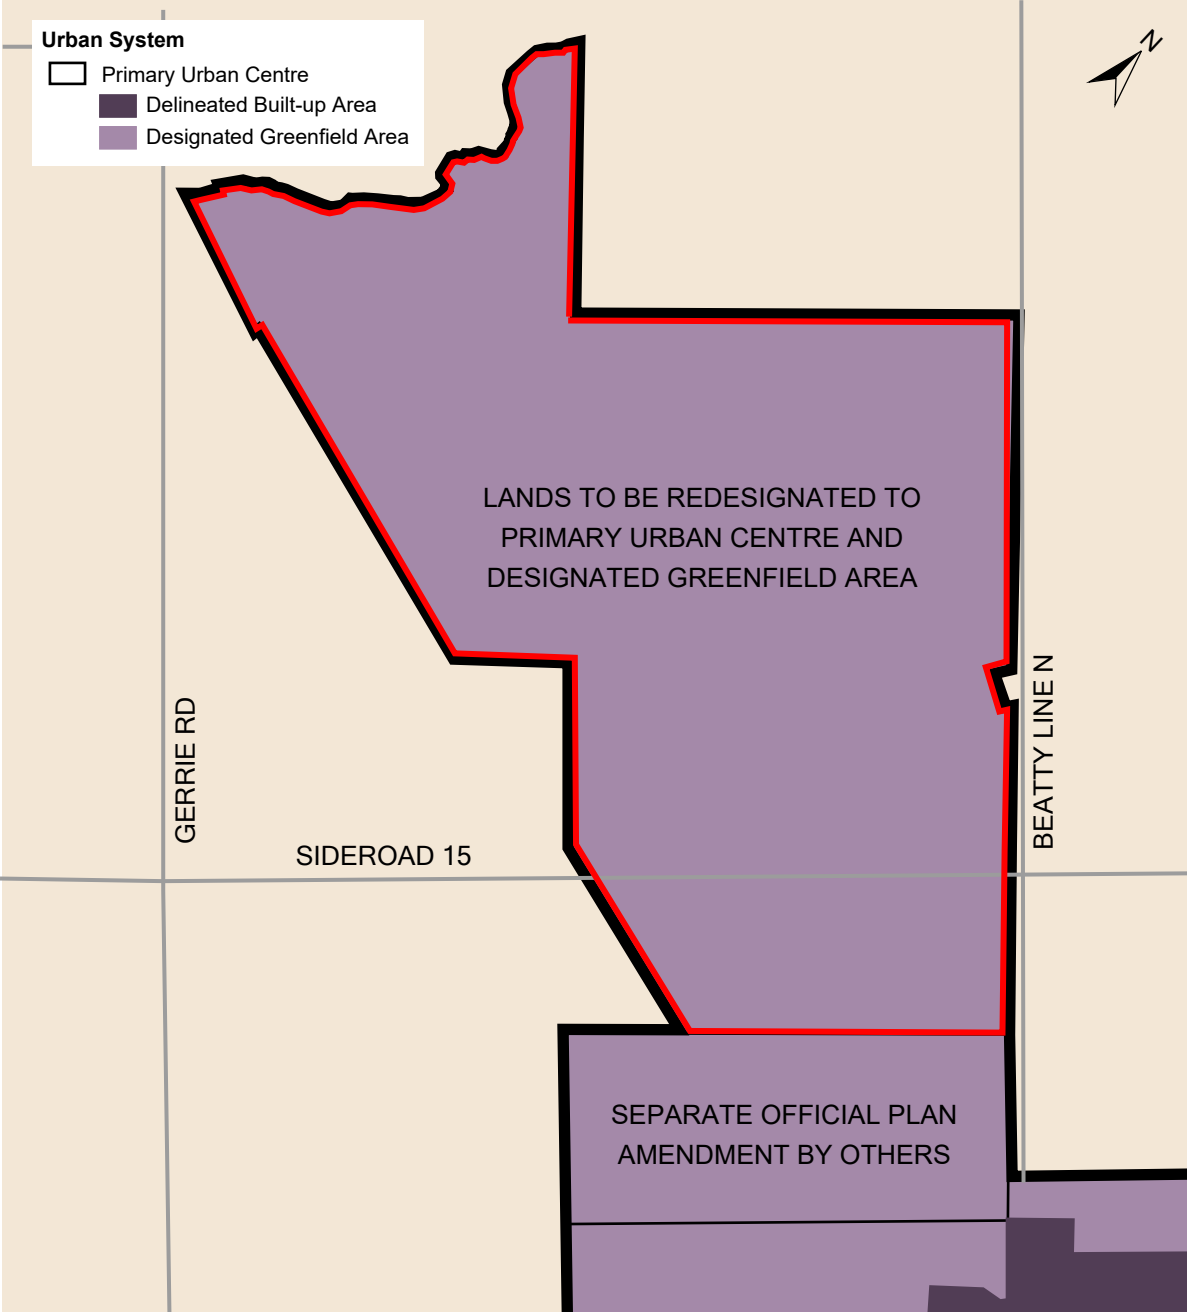 Urban System
Primary Urban Centre
Delineated Built-up Area
Designated Greenfield Area
N
LANDS TO BE REDESIGNATED TO
PRIMARY URBAN CENTRE AND
DESIGNATED GREENFIELD AREA
GERRIE RD
BEATTY LINE N
SIDEROAD 15
SEPARATE OFFICIAL PLAN
AMENDMENT BY OTHERS